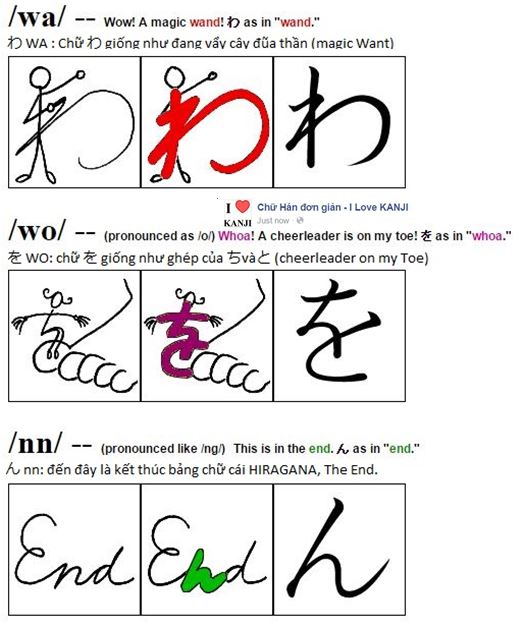 /wa/ -- Wow! A magic wand! わ as in "wand."
わ WA : Chữ わ giống như đang vẩy cây đũa thần (magic Want)
わ わ わ
I ❤ KANJI
Chữ Hán đơn giản - I Love KANJI
Just now ·
/wo/ -- (pronounced as /o/) Whoa! A cheerleader is on my toe! を as in "whoa."
を WO: chữ を giống như ghép của ちvàと (cheerleader on my Toe)
を を
/nn/ -- (pronounced like /ng/) This is in the end. ん as in "end."
ん nn: đến đây là kết thúc bảng chữ cái HIRAGANA, The End.
End End ん